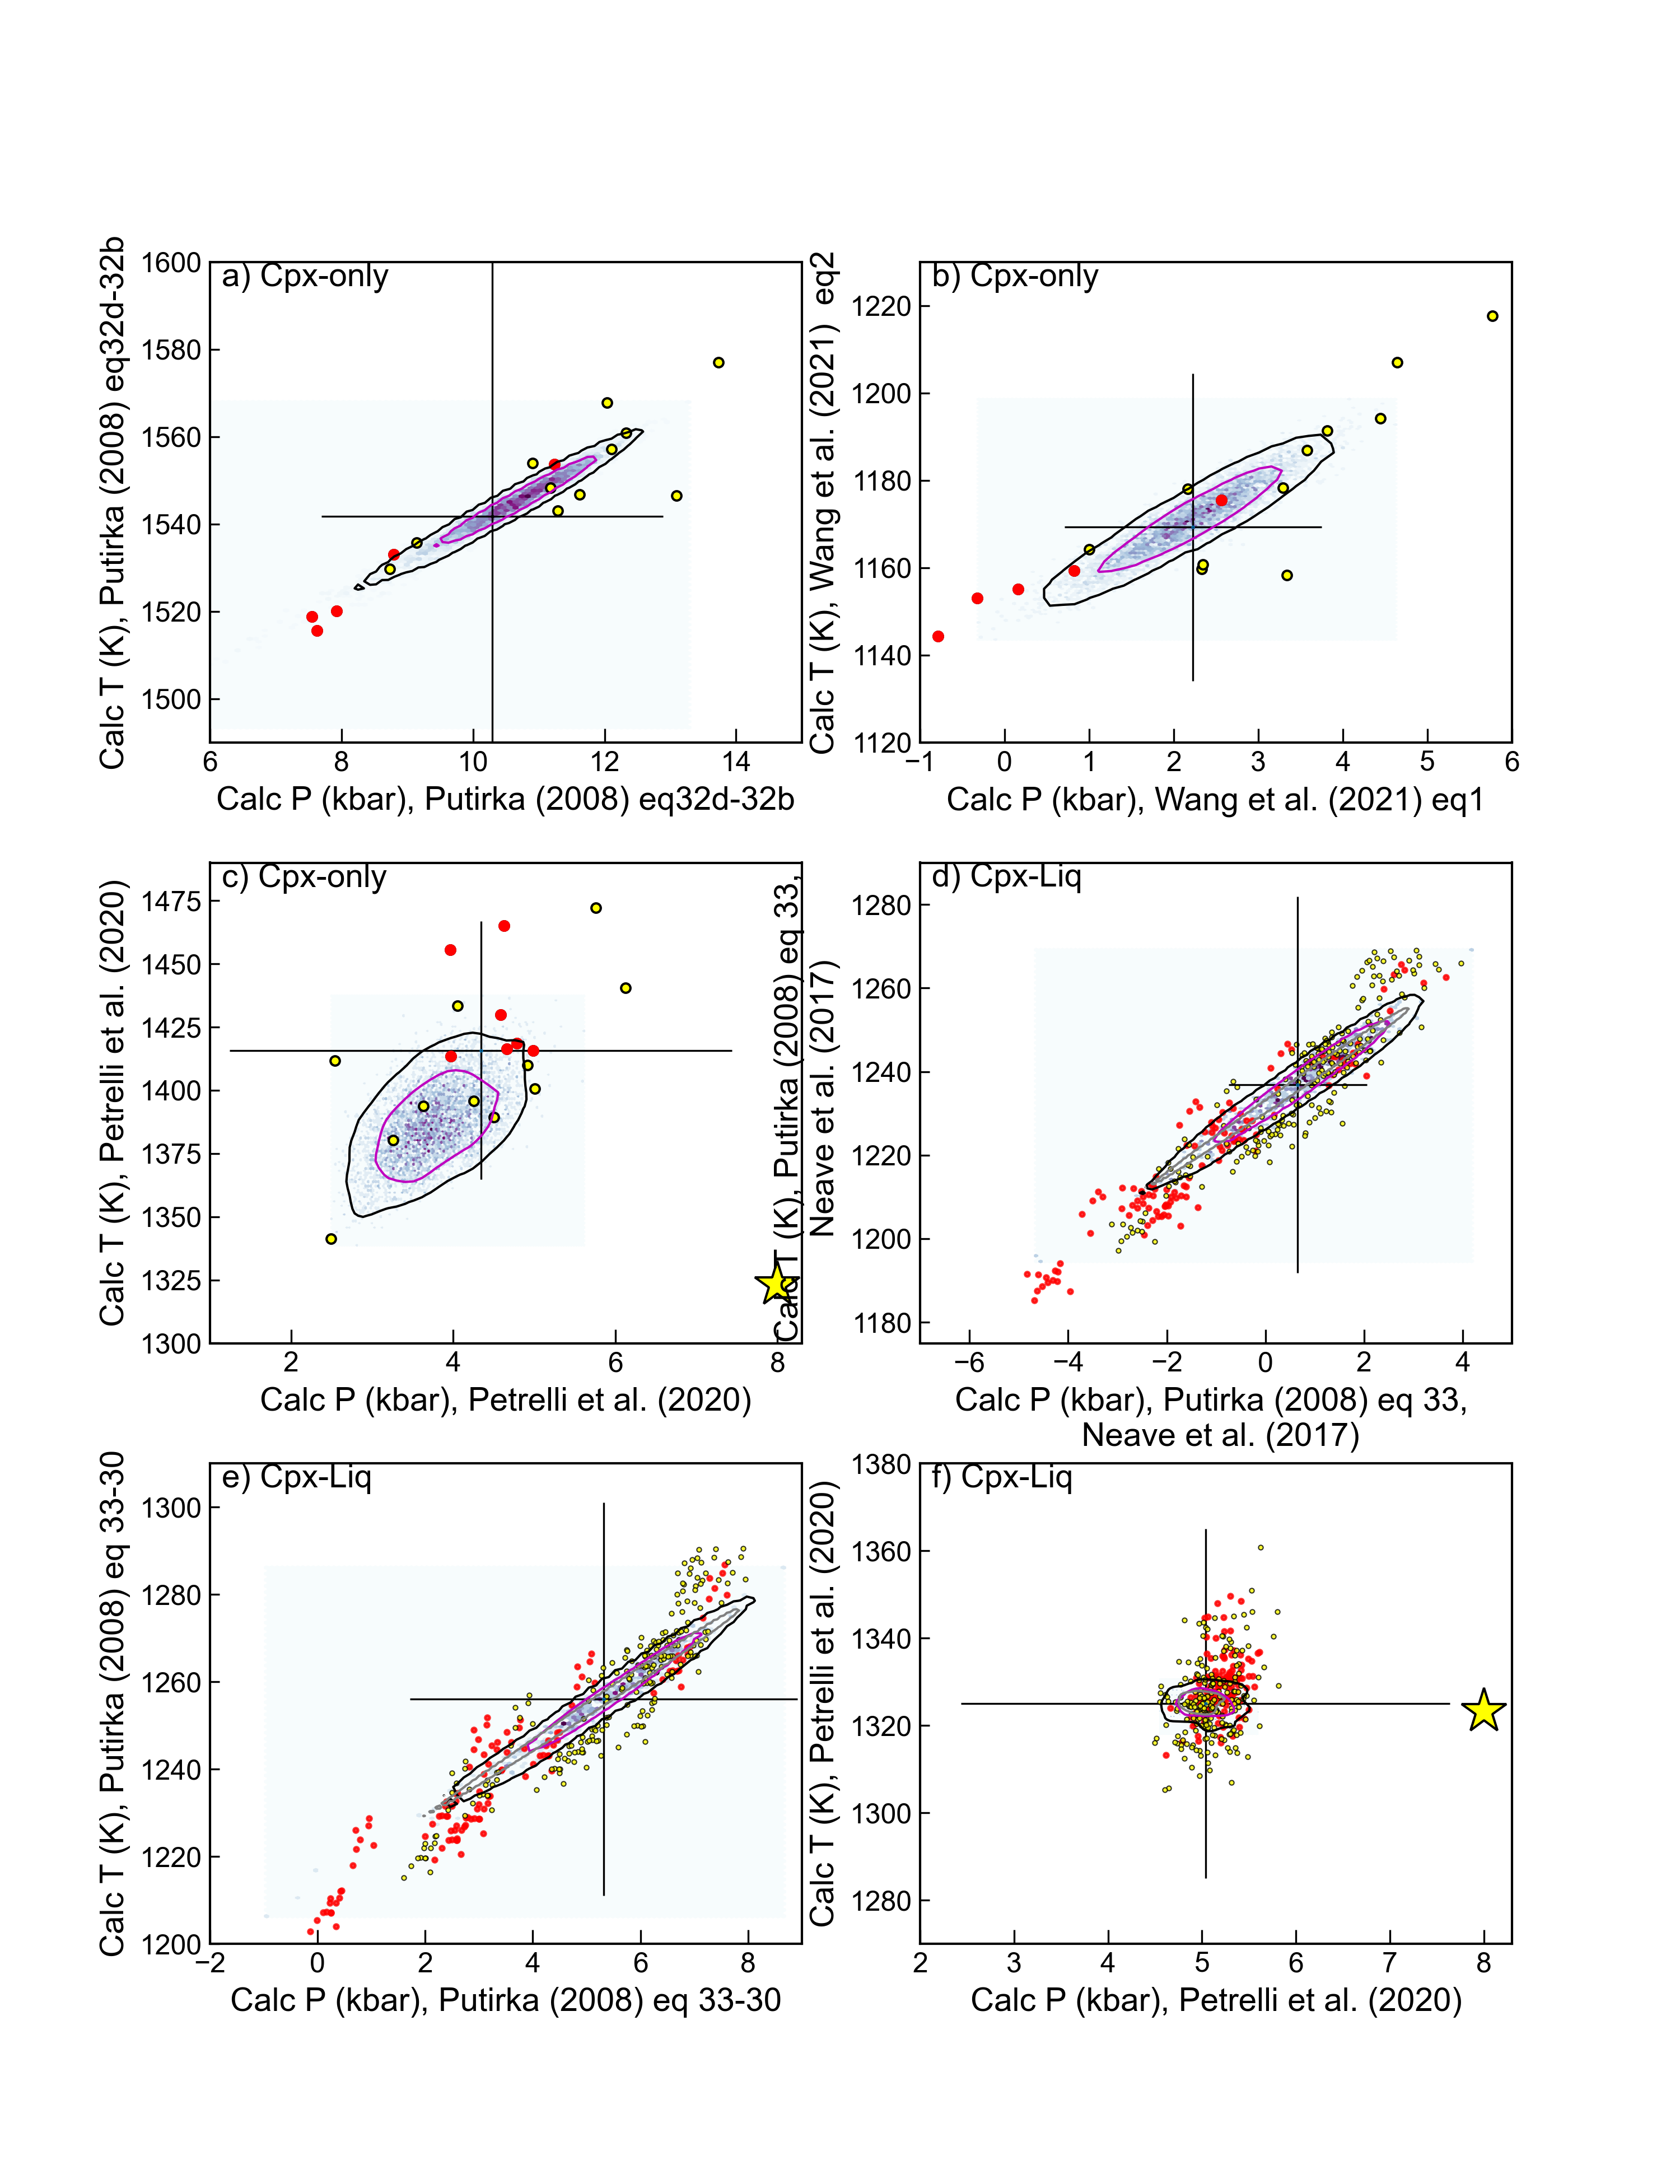 a) Cpx-only
Calc T (K), Putirka (2008) eq32d-32b
1600
1580
1560
1540
1520
1500
6 8 10 12 14
Calc P (kbar), Putirka (2008) eq32d-32b
b) Cpx-only
Calc T (K), Wang et al. (2021)  eq2
1220
1200
1180
1160
1140
1120
−1 0 1 2 3 4 5 6
Calc P (kbar), Wang et al. (2021) eq1
c) Cpx-only
Calc T (K), Petrelli et al. (2020)
1475
1450
1425
1400
1375
1350
1325
1300
2 4 6 8
Calc P (kbar), Petrelli et al. (2020)
d) Cpx-Liq
Calc T (K), Putirka (2008) eq 33,
Neave et al. (2017)
1280
1260
1240
1220
1200
1180
−6 −4 −2 0 2 4
Calc P (kbar), Putirka (2008) eq 33,
Neave et al. (2017)
e) Cpx-Liq
Calc T (K), Putirka (2008) eq 33-30
1300
1280
1260
1240
1220
1200
−2 0 2 4 6 8
Calc P (kbar), Putirka (2008) eq 33-30
f) Cpx-Liq
Calc T (K), Petrelli et al. (2020)
1380
1360
1340
1320
1300
1280
2 3 4 5 6 7 8
Calc P (kbar), Petrelli et al. (2020)